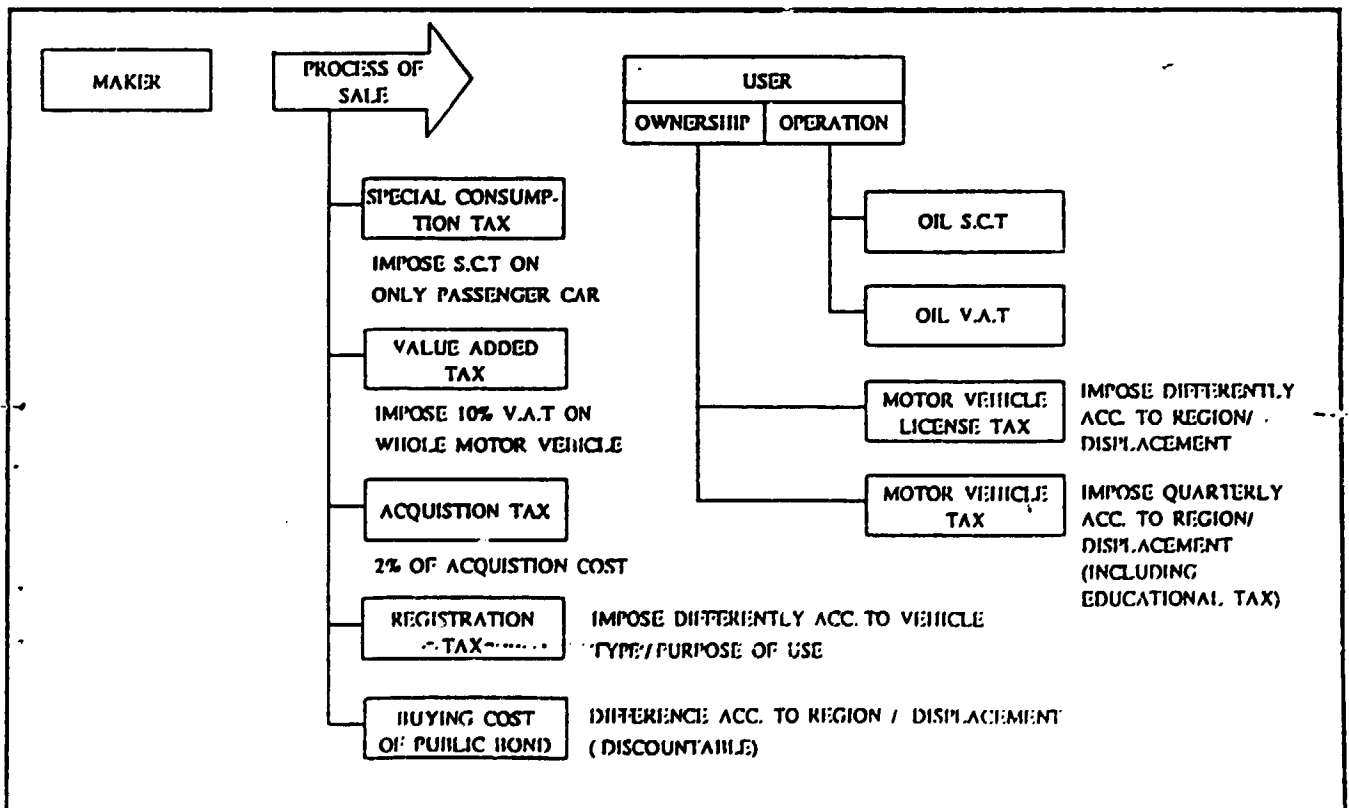 MAKER
PROCESS OF
SALE
SPECIAL CONSUMP-
TION TAX
IMPOSE S.C.T ON
ONLY PASSENGER CAR
VALUE ADDED
TAX
IMPOSE 10% V.A.T ON
WHOLE MOTOR VEHICLE
ACQUISTION TAX
2% OF ACQUISTION COST
REGISTRATION
TAX
IMPOSE DIFFERENTLY ACC. TO VEHICLE
TYPE/PURPOSE OF USE
BUYING COST
OF PUBLIC BOND
DIFFERENCE ACC. TO REGION / DISPLACEMENT
(DISCOUNTABLE)
USER
OWNERSHIP
OPERATION
OIL S.C.T
OIL V.A.T
MOTOR VEHICLE
LICENSE TAX
IMPOSE DIFFERENTLY
ACC. TO REGION/
DISPLACEMENT
MOTOR VEHICLE
TAX
IMPOSE QUARTERLY
ACC. TO REGION/
DISPLACEMENT
(INCLUDING
EDUCATIONAL TAX)